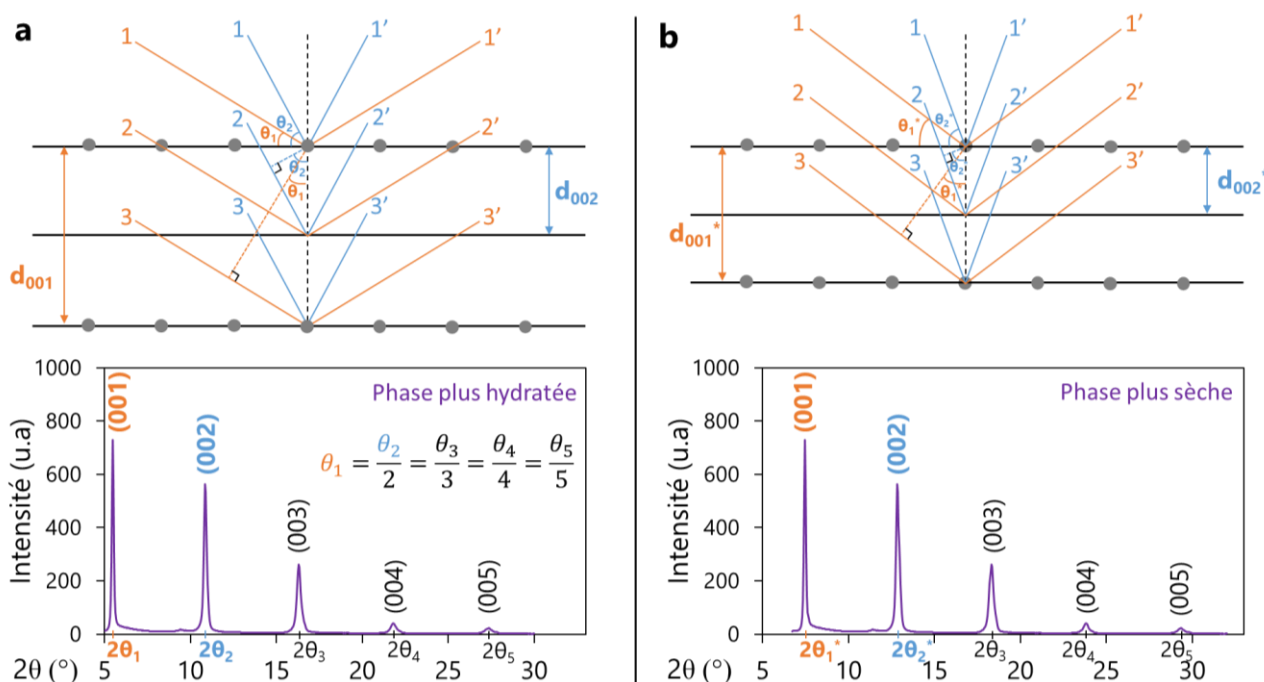 a
1 1 1' 1'
2 2 2' 2'
3 3 3' 3'
θ1 θ2
θ2
θ1
d001
d002
1000
800
600
400
200
0
Intensité (u.a)
Phase plus hydratée
(001)
(002)
(003)
(004)
(005)
θ1 = θ2/2 = θ3/3 = θ4/4 = θ5/5
2θ1 2θ2 2θ3 2θ4 2θ5
2θ (°) 5 10 15 20 25 30
b
1 1 1' 1'
2 2 2' 2'
3 3 3' 3'
θ1* θ2*
θ2
θ1*
d001*
d002*
1000
800
600
400
200
0
Intensité (u.a)
Phase plus sèche
(001)
(002)
(003)
(004)
(005)
2θ1* 2θ2* 2θ3 2θ4 2θ5
2θ (°) 5 10 15 20 25 30